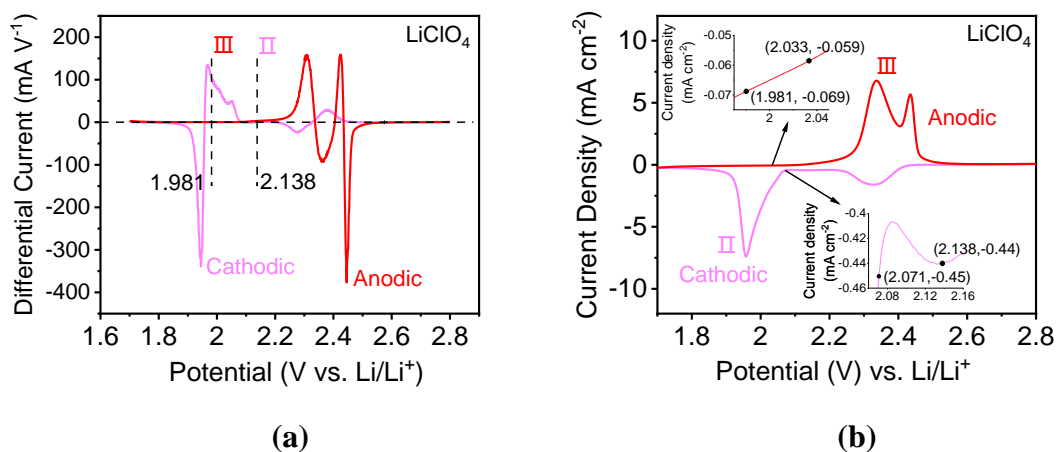 LiClO4
III
II
1.981
2.138
Cathodic
Anodic
Differential Current (mA V-1)
200
100
0
-100
-200
-300
-400
1.6
1.8
2.0
2.2
2.4
2.6
2.8
Potential (V vs. Li/Li+)
(a)
LiClO4
Current density
(mA cm-2)
-0.05
-0.06
-0.07
(2.033, -0.059)
(1.981, -0.069)
2
2.04
III
Anodic
II
Cathodic
Current density
(mA cm-2)
-0.4
-0.42
-0.44
-0.46
(2.138,-0.44)
(2.071,-0.45)
2.08
2.12
2.16
Current Density (mA cm-2)
10
5
0
-5
-10
2
2.2
2.4
2.6
2.8
Potential (V) vs. Li/Li+
(b)